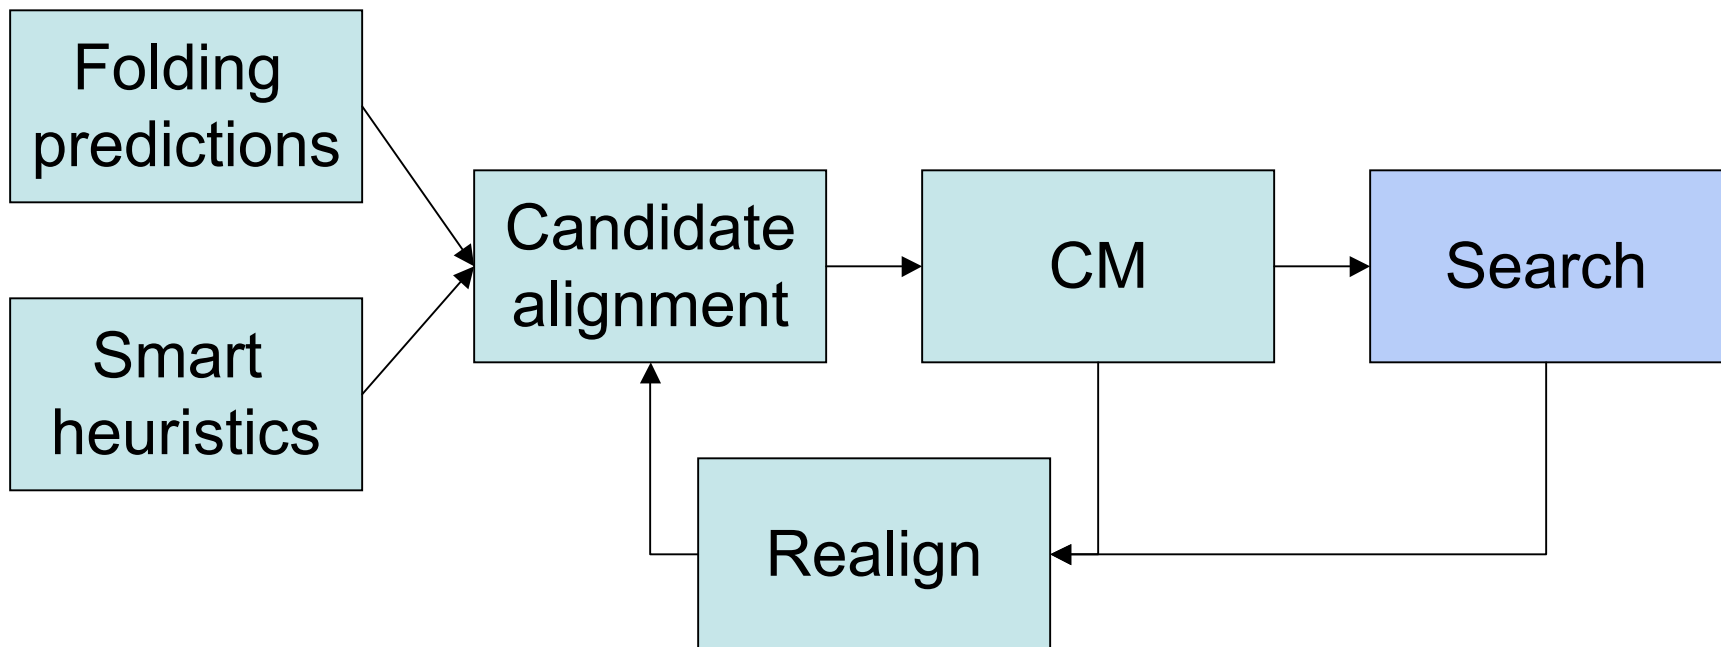 Folding
predictions
Smart
heuristics
Candidate
alignment
CM
Search
Realign